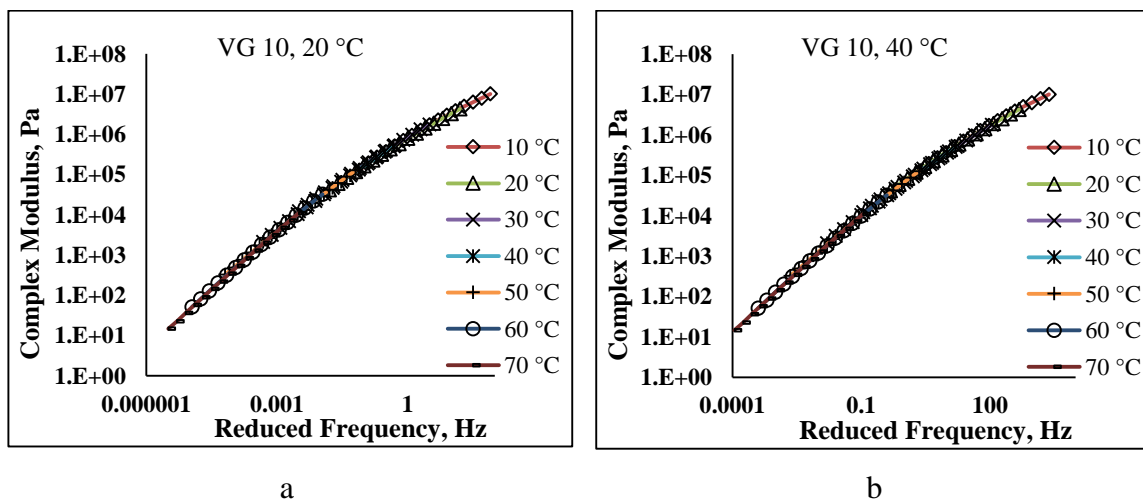 VG 10, 20 °C
1.E+08
1.E+07
1.E+06
1.E+05
1.E+04
1.E+03
1.E+02
1.E+01
1.E+00
Complex Modulus, Pa
0.000001 0.001 1
Reduced Frequency, Hz
10 °C
20 °C
30 °C
40 °C
50 °C
60 °C
70 °C
a
VG 10, 40 °C
1.E+08
1.E+07
1.E+06
1.E+05
1.E+04
1.E+03
1.E+02
1.E+01
1.E+00
Complex Modulus, Pa
0.0001 0.1 100
Reduced Frequency, Hz
10 °C
20 °C
30 °C
40 °C
50 °C
60 °C
70 °C
b